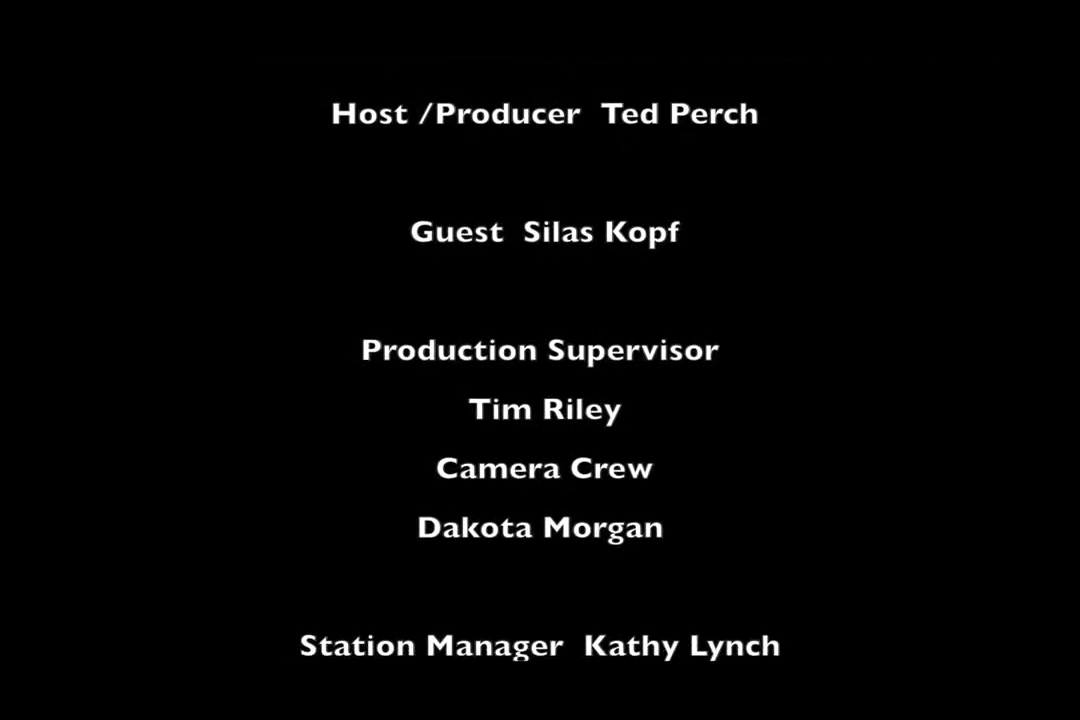 Host /Producer  Ted Perch
Guest  Silas Kopf
Production Supervisor
Tim Riley
Camera Crew
Dakota Morgan
Station Manager  Kathy Lynch